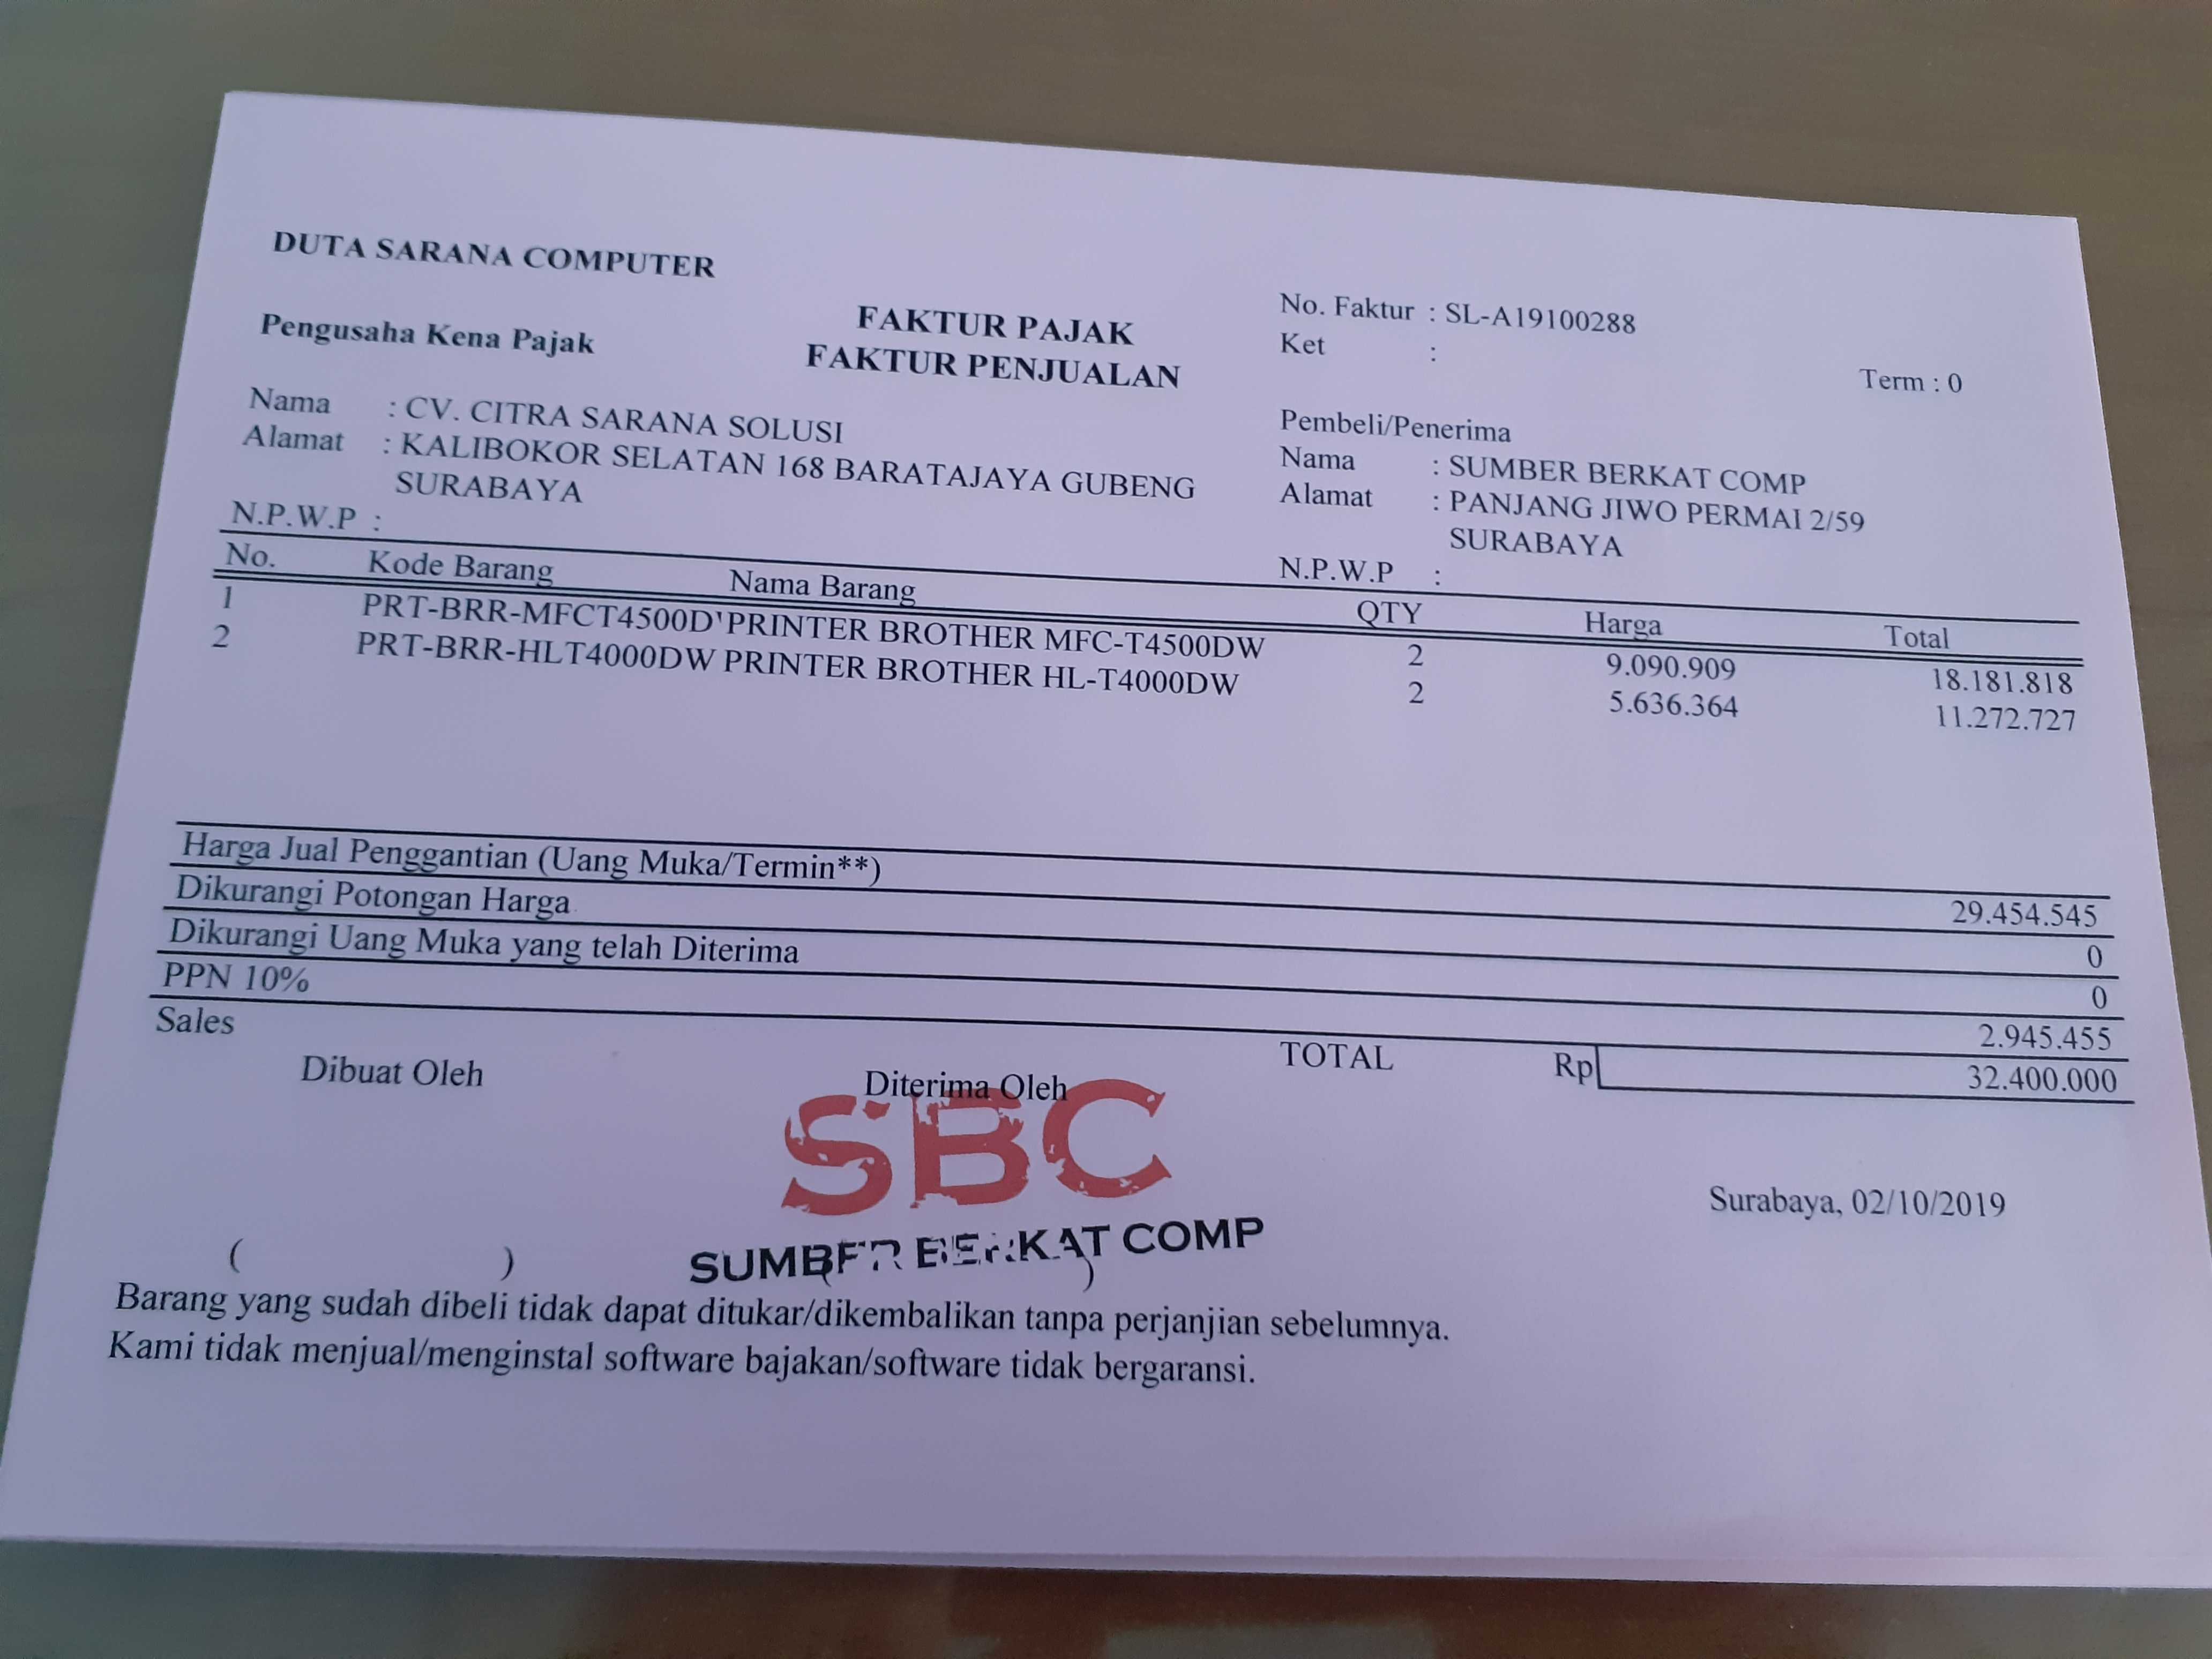 DUTA SARANA COMPUTER
Pengusaha Kena Pajak
FAKTUR PAJAK
FAKTUR PENJUALAN
No. Faktur : SL-A19100288
Ket :
Term : 0
Nama : CV. CITRA SARANA SOLUSI
Alamat : KALIBOKOR SELATAN 168 BARATAJAYA GUBENG
SURABAYA
N.P.W.P :
Pembeli/Penerima
Nama : SUMBER BERKAT COMP
Alamat : PANJANG JIWO PERMAI 2/59
SURABAYA
N.P.W.P :
No. Kode Barang Nama Barang QTY Harga Total
1 PRT-BRR-MFCT4500D'PRINTER BROTHER MFC-T4500DW 2 9.090.909 18.181.818
2 PRT-BRR-HLT4000DW PRINTER BROTHER HL-T4000DW 2 5.636.364 11.272.727
Harga Jual Penggantian (Uang Muka/Termin**) 29.454.545
Dikurangi Potongan Harga 0
Dikurangi Uang Muka yang telah Diterima 0
PPN 10% 2.945.455
Sales TOTAL Rp 32.400.000
Dibuat Oleh Diterima Oleh
SBC
SUMBER BERKAT COMP
Surabaya, 02/10/2019
( ) ( )
Barang yang sudah dibeli tidak dapat ditukar/dikembalikan tanpa perjanjian sebelumnya.
Kami tidak menjual/menginstal software bajakan/software tidak bergaransi.